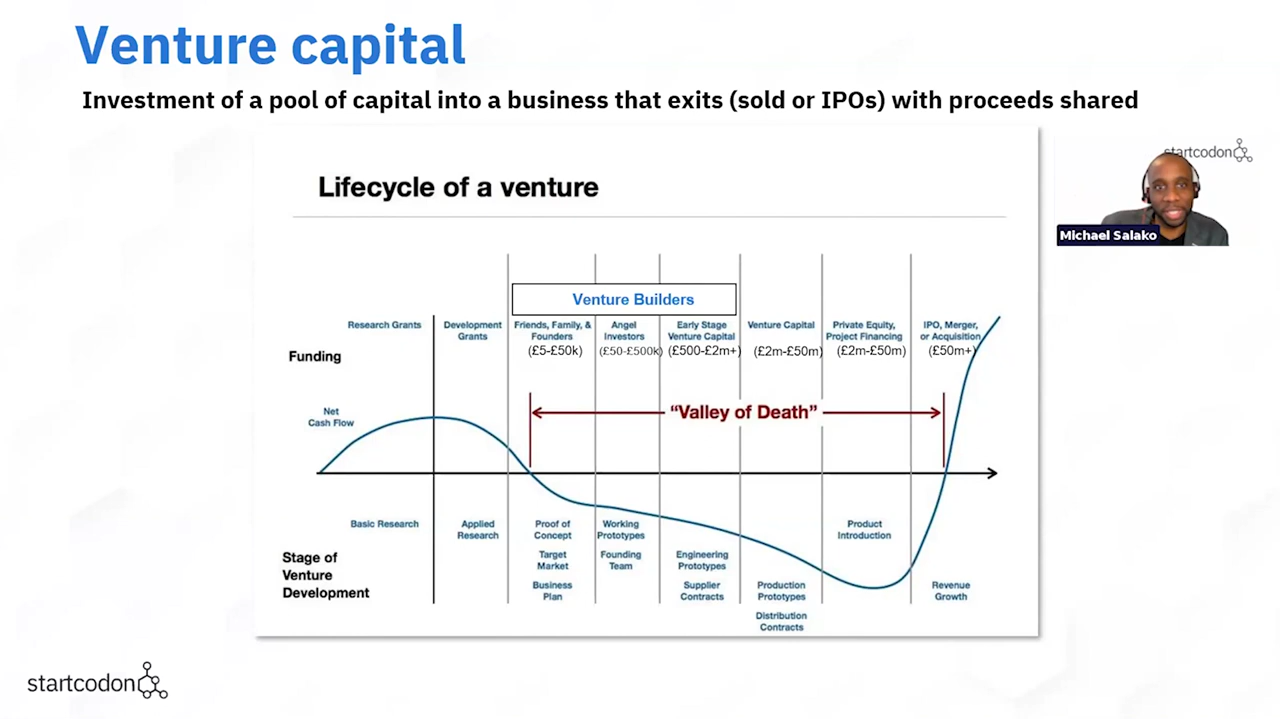 Venture capital
Investment of a pool of capital into a business that exits (sold or IPOs) with proceeds shared
startcodon
Michael Salako
Lifecycle of a venture
Venture Builders
Funding
Research Grants
Development
Grants
Friends, Family, &
Founders
(£5-£50k)
Angel
Investors
(£50-£500k)
Early Stage
Venture Capital
(£500-£2m+)
Venture Capital
(£2m-£50m)
Private Equity,
Project Financing
(£2m-£50m)
IPO, Merger,
or Acquisition
(£50m+)
Net
Cash Flow
“Valley of Death”
Stage of
Venture
Development
Basic Research
Applied
Research
Proof of
Concept
Target
Market
Business
Plan
Working
Prototypes
Founding
Team
Engineering
Prototypes
Supplier
Contracts
Production
Prototypes
Distribution
Contracts
Product
Introduction
Revenue
Growth
startcodon